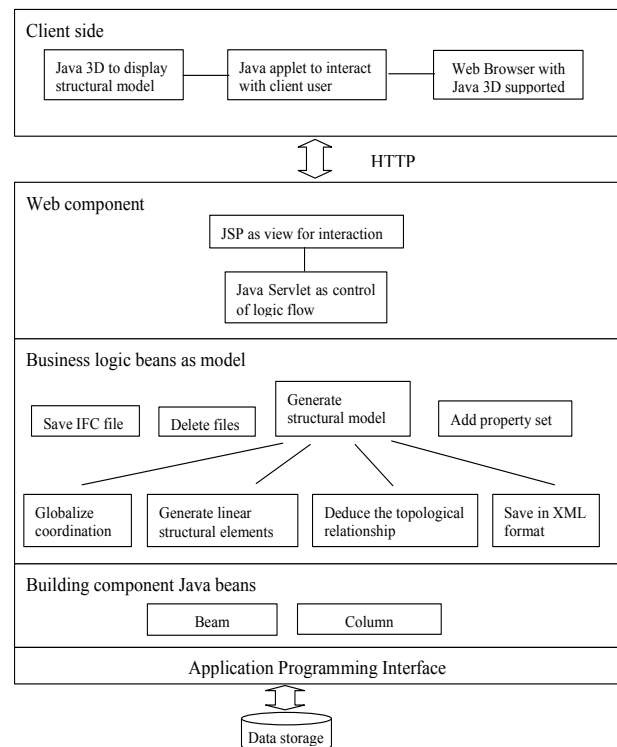 Client side
Java 3D to display
structural model
Java applet to interact
with client user
Web Browser with
Java 3D supported
HTTP
Web component
JSP as view for interaction
Java Servlet as control
of logic flow
Business logic beans as model
Save IFC file
Delete files
Generate
structural model
Add property set
Globalize
coordination
Generate linear
structural elements
Deduce the topological
relationship
Save in XML
format
Building component Java beans
Beam
Column
Application Programming Interface
Data storage